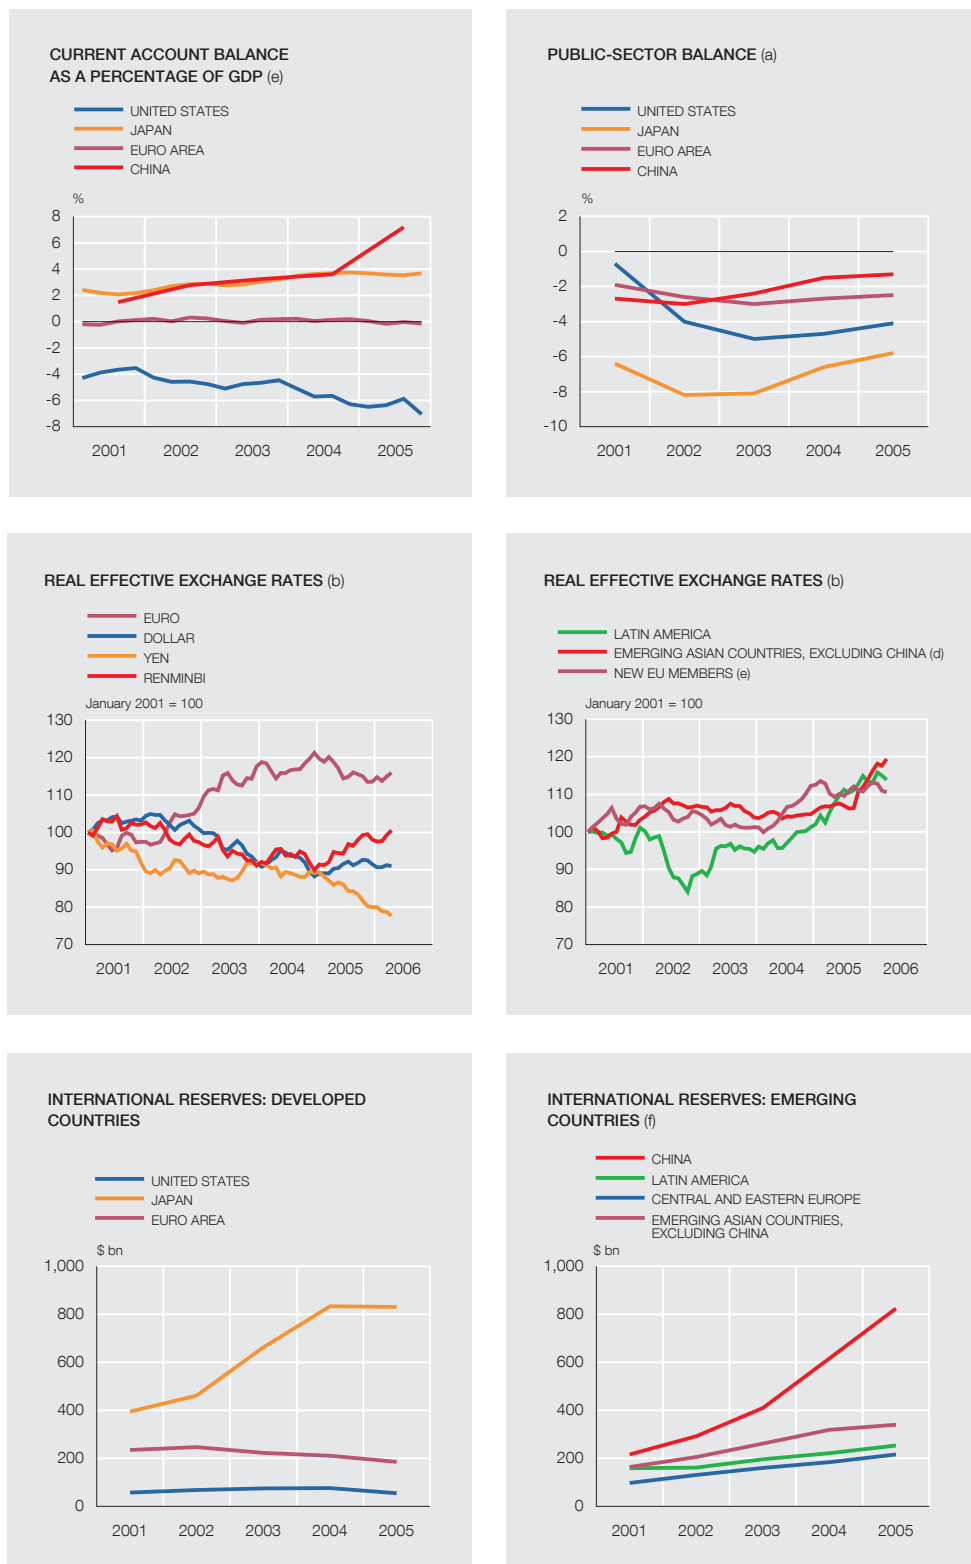 CURRENT ACCOUNT BALANCE
AS A PERCENTAGE OF GDP (e)
UNITED STATES
JAPAN
EURO AREA
CHINA
%
8
6
4
2
0
-2
-4
-6
-8
2001 2002 2003 2004 2005
PUBLIC-SECTOR BALANCE (a)
UNITED STATES
JAPAN
EURO AREA
CHINA
%
2
0
-2
-4
-6
-8
-10
2001 2002 2003 2004 2005
REAL EFFECTIVE EXCHANGE RATES (b)
EURO
DOLLAR
YEN
RENMINBI
January 2001 = 100
130
120
110
100
90
80
70
2001 2002 2003 2004 2005 2006
REAL EFFECTIVE EXCHANGE RATES (b)
LATIN AMERICA
EMERGING ASIAN COUNTRIES, EXCLUDING CHINA (d)
NEW EU MEMBERS (e)
January 2001 = 100
130
120
110
100
90
80
70
2001 2002 2003 2004 2005 2006
INTERNATIONAL RESERVES: DEVELOPED
COUNTRIES
UNITED STATES
JAPAN
EURO AREA
$ bn
1,000
800
600
400
200
0
2001 2002 2003 2004 2005
INTERNATIONAL RESERVES: EMERGING
COUNTRIES (f)
CHINA
LATIN AMERICA
CENTRAL AND EASTERN EUROPE
EMERGING ASIAN COUNTRIES,
EXCLUDING CHINA
$ bn
1,000
800
600
400
200
0
2001 2002 2003 2004 2005